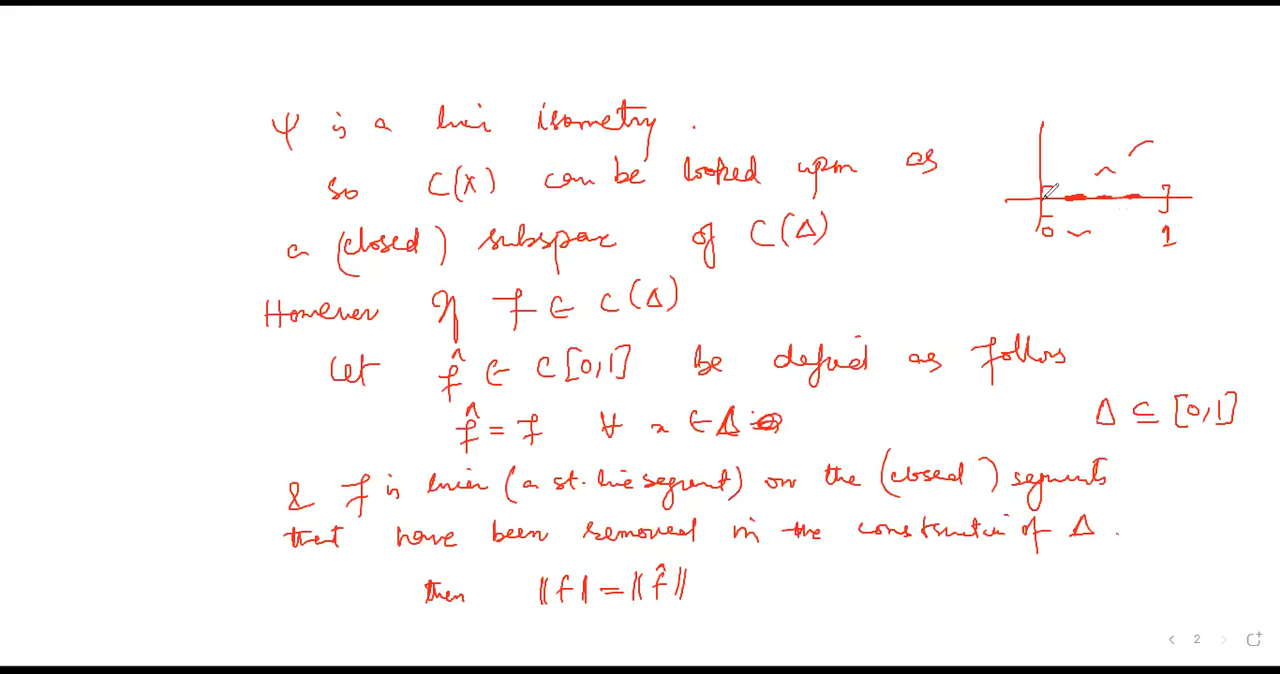 ψ is a linear isometry.
so C(X) can be looked upon as
a (closed) subspace of C(Δ)
However if f ∈ C(Δ)
Let f̂ ∈ C[0,1] be defined as follows
f̂ = f ∀ x ∈ Δ
Δ ⊆ [0,1]
& f is linear (a st. line segment) on the (closed) segments
that have been removed in the construction of Δ.
then ||f|| = ||f̂||
0 1
2